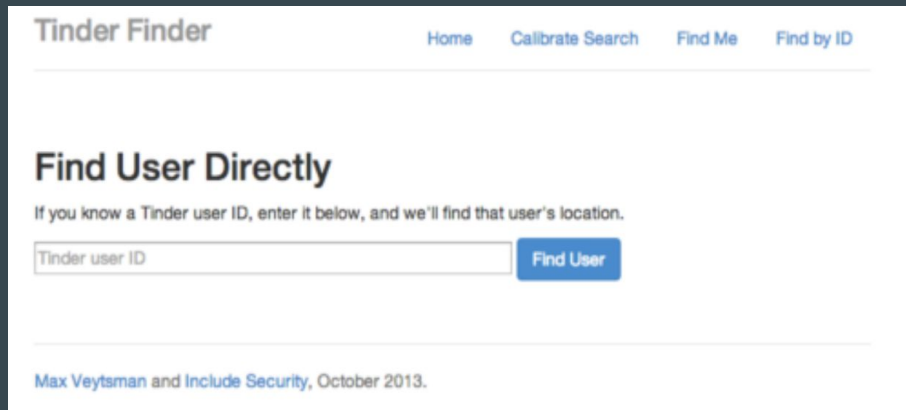 Tinder Finder
Home Calibrate Search Find Me Find by ID
Find User Directly
If you know a Tinder user ID, enter it below, and we'll find that user's location.
Tinder user ID Find User
Max Veytsman and Include Security, October 2013.